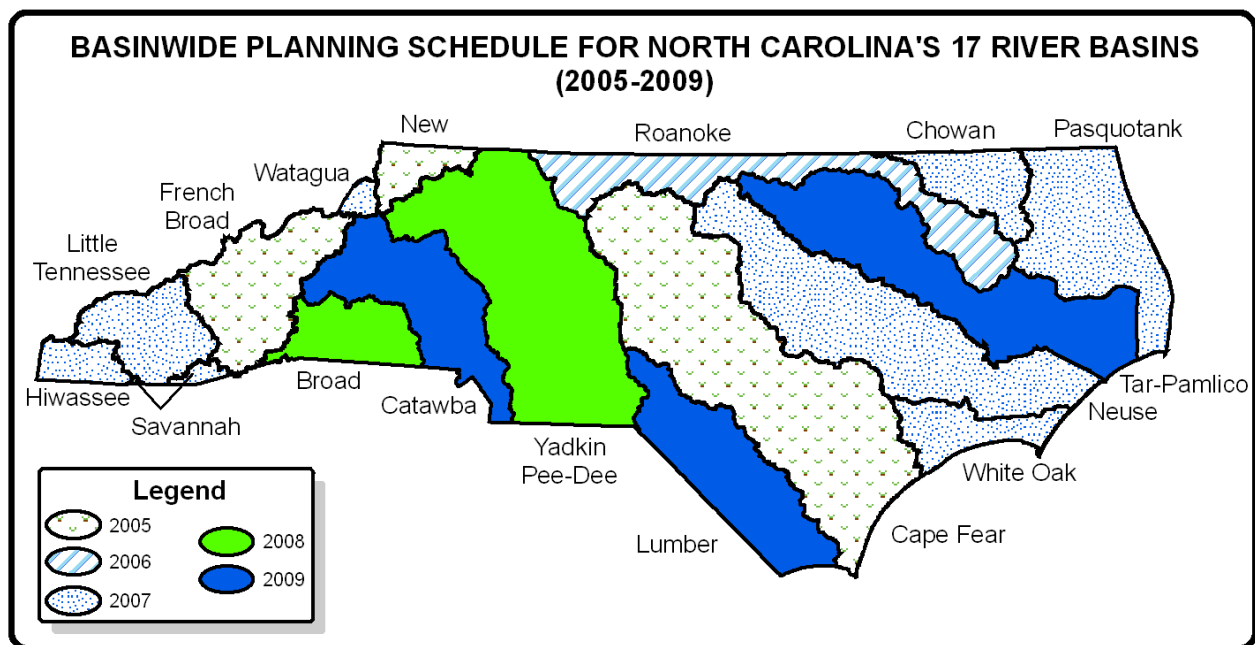 BASINWIDE PLANNING SCHEDULE FOR NORTH CAROLINA'S 17 RIVER BASINS
(2005-2009)
New
Roanoke
Chowan
Pasquotank
Watagua
French
Broad
Little
Tennessee
Hiwassee
Savannah
Broad
Catawba
Yadkin
Pee-Dee
Lumber
Cape Fear
White Oak
Neuse
Tar-Pamlico
Legend
2005
2006
2007
2008
2009